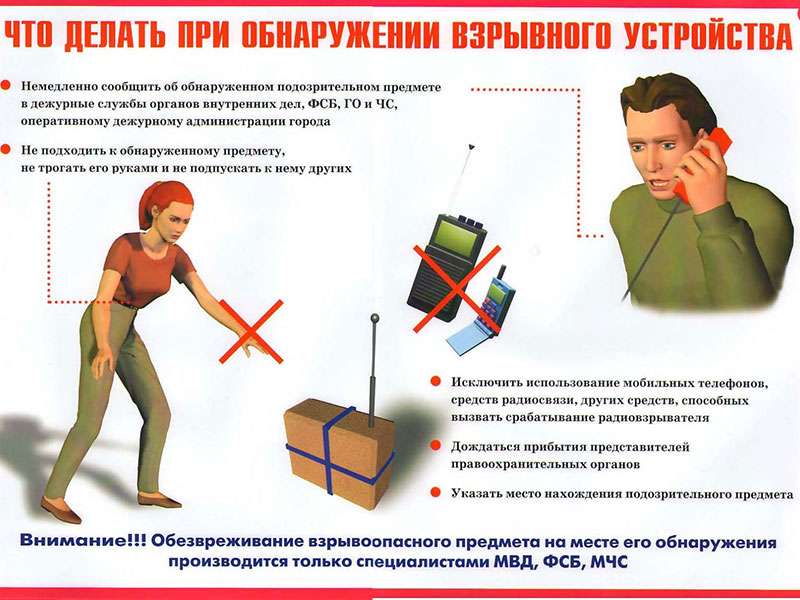 ЧТО ДЕЛАТЬ ПРИ ОБНАРУЖЕНИИ ВЗРЫВНОГО УСТРОЙСТВА
Немедленно сообщить об обнаруженном подозрительном предмете
в дежурные службы органов внутренних дел, ФСБ, ГО и ЧС,
оперативному дежурному администрации города
Не подходить к обнаруженному предмету,
не трогать его руками и не подпускать к нему других
Исключить использование мобильных телефонов,
средств радиосвязи, других средств, способных
вызвать срабатывание радиовзрывателя
Дождаться прибытия представителей
правоохранительных органов
Указать место нахождения подозрительного предмета
Внимание!!! Обезвреживание взрывоопасного предмета на месте его обнаружения
производится только специалистами МВД, ФСБ, МЧС